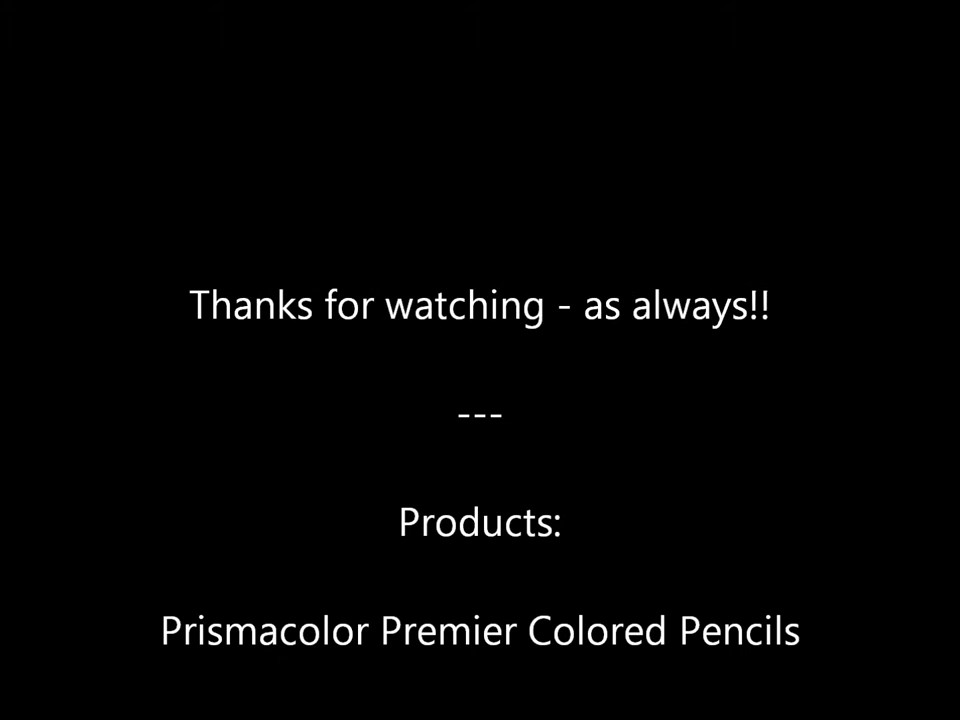 Thanks for watching - as always!!
---
Products:
Prismacolor Premier Colored Pencils